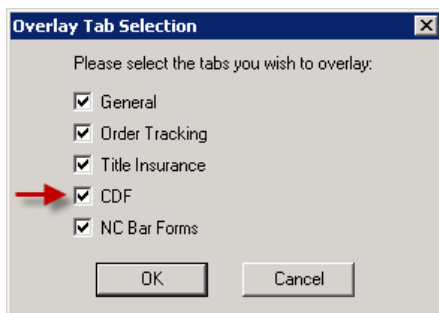 Overlay Tab Selection
Please select the tabs you wish to overlay:
General
Order Tracking
Title Insurance
CDF
NC Bar Forms
OK Cancel